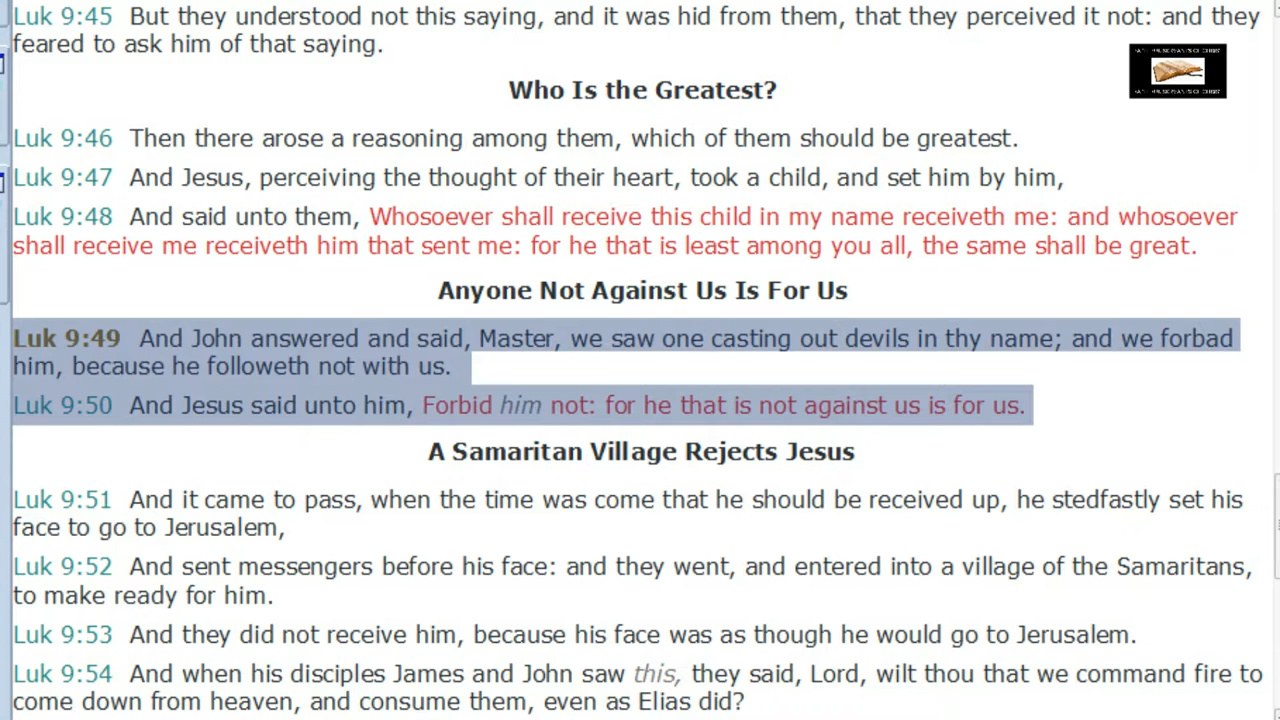 Luk 9:45 But they understood not this saying, and it was hid from them, that they perceived it not: and they
feared to ask him of that saying.
Who Is the Greatest?
Luk 9:46 Then there arose a reasoning among them, which of them should be greatest.
Luk 9:47 And Jesus, perceiving the thought of their heart, took a child, and set him by him,
Luk 9:48 And said unto them, Whosoever shall receive this child in my name receiveth me: and whosoever
shall receive me receiveth him that sent me: for he that is least among you all, the same shall be great.
Anyone Not Against Us Is For Us
Luk 9:49 And John answered and said, Master, we saw one casting out devils in thy name; and we forbad
him, because he followeth not with us.
Luk 9:50 And Jesus said unto him, Forbid him not: for he that is not against us is for us.
A Samaritan Village Rejects Jesus
Luk 9:51 And it came to pass, when the time was come that he should be received up, he stedfastly set his
face to go to Jerusalem,
Luk 9:52 And sent messengers before his face: and they went, and entered into a village of the Samaritans,
to make ready for him.
Luk 9:53 And they did not receive him, because his face was as though he would go to Jerusalem.
Luk 9:54 And when his disciples James and John saw this, they said, Lord, wilt thou that we command fire to
come down from heaven, and consume them, even as Elias did?